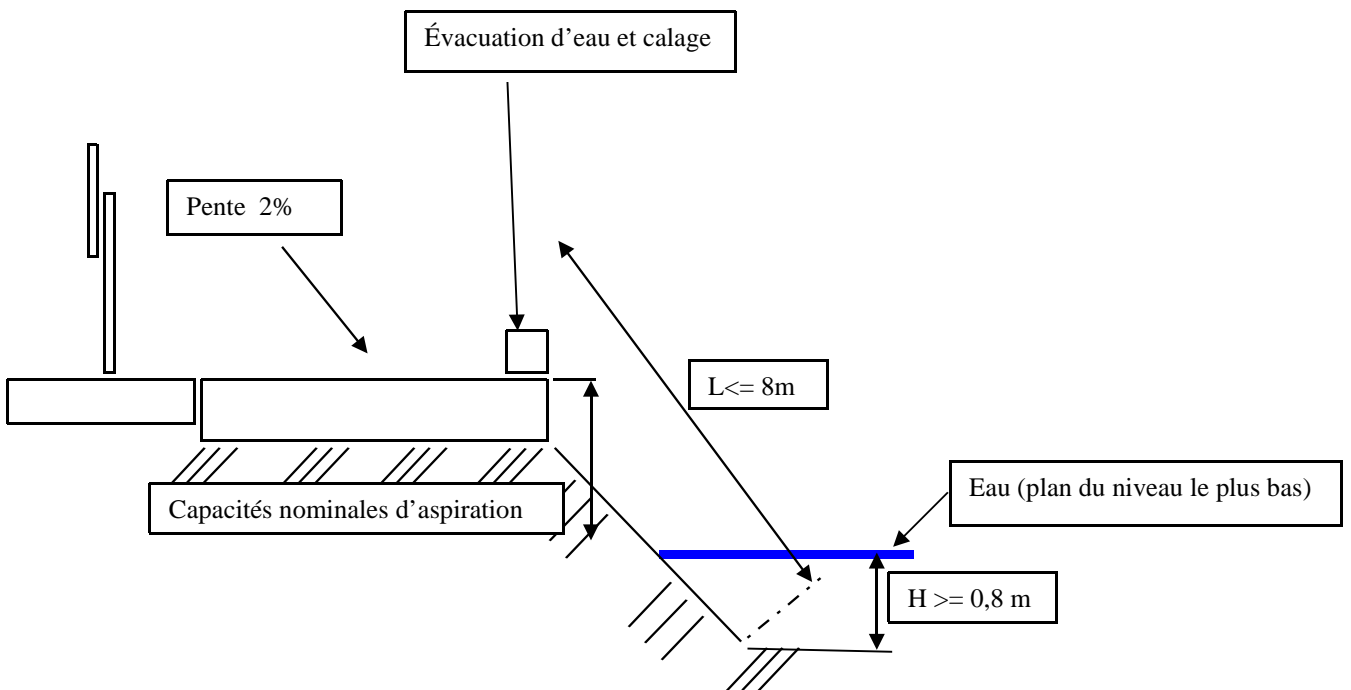 Évacuation d’eau et calage
Pente 2%
L<= 8m
Eau (plan du niveau le plus bas)
Capacités nominales d’aspiration
H >= 0,8 m